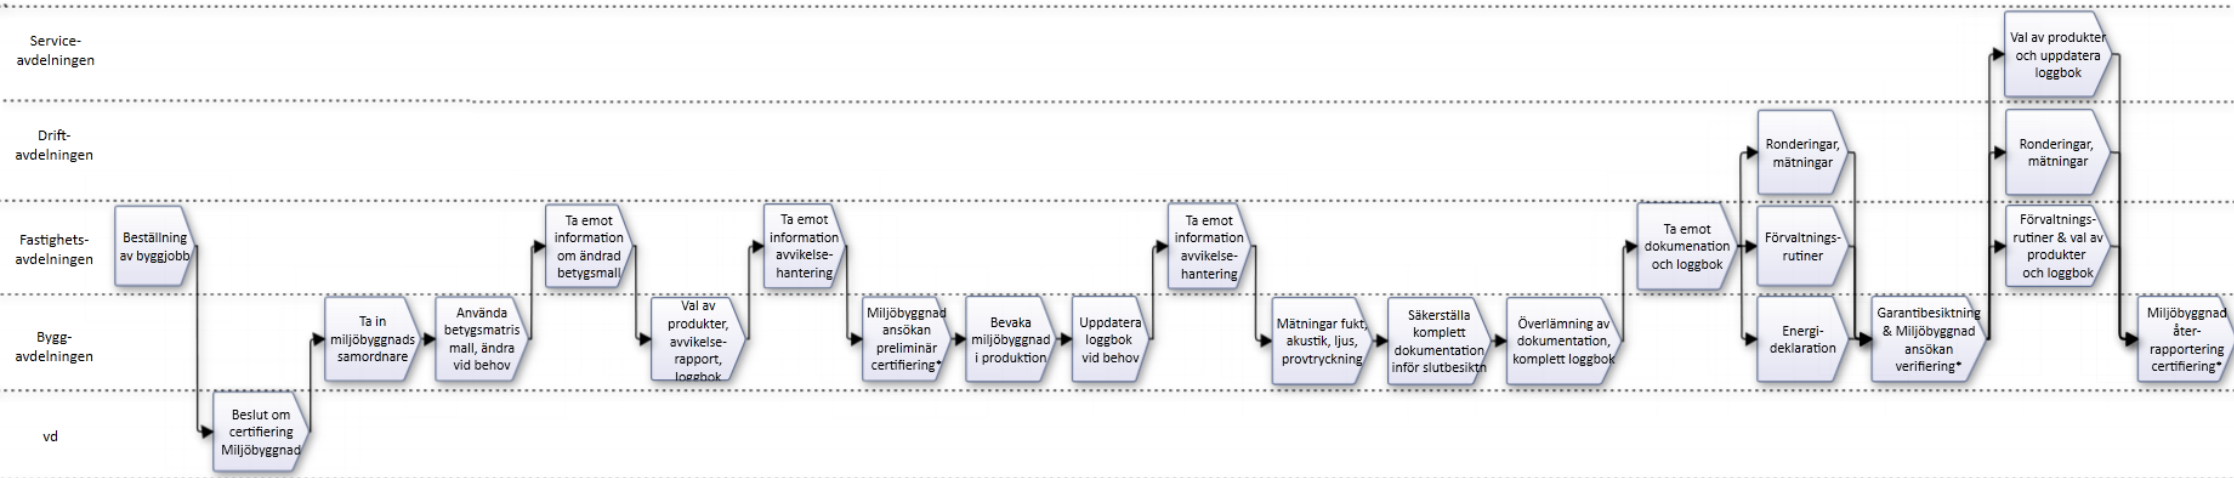 Service-
avdelningen
Drift-
avdelningen
Fastighets-
avdelningen
Bygg-
avdelningen
vd
Beställning
av byggjobb
Beslut om
certifiering
Miljöbyggnad
Ta in
miljöbyggnads
samordnare
Använda
betygsmatris
mall, ändra
vid behov
Ta emot
information
om ändrad
betygsmall
Val av
produkter,
avvikelse-
rapport,
loggbok
Ta emot
information
avvikelse-
hantering
Miljöbyggnad
ansökan
preliminär
certifiering*
Bevaka
miljöbyggnad
i produktion
Uppdatera
loggbok
vid behov
Ta emot
information
avvikelse-
hantering
Mätningar fukt,
akustik, ljus,
provtryckning
Säkerställa
komplett
dokumentation
inför slutbesiktn
Överlämning av
dokumentation,
komplett loggbok
Ta emot
dokumenation
och loggbok
Ronderingar,
mätningar
Förvaltnings-
rutiner
Energi-
deklaration
Garantibesiktning
& Miljöbyggnad
ansökan
verifiering*
Val av produkter
och uppdatera
loggbok
Ronderingar,
mätningar
Förvaltnings-
rutiner & val av
produkter
och loggbok
Miljöbyggnad
åter-
rapportering
certifiering*